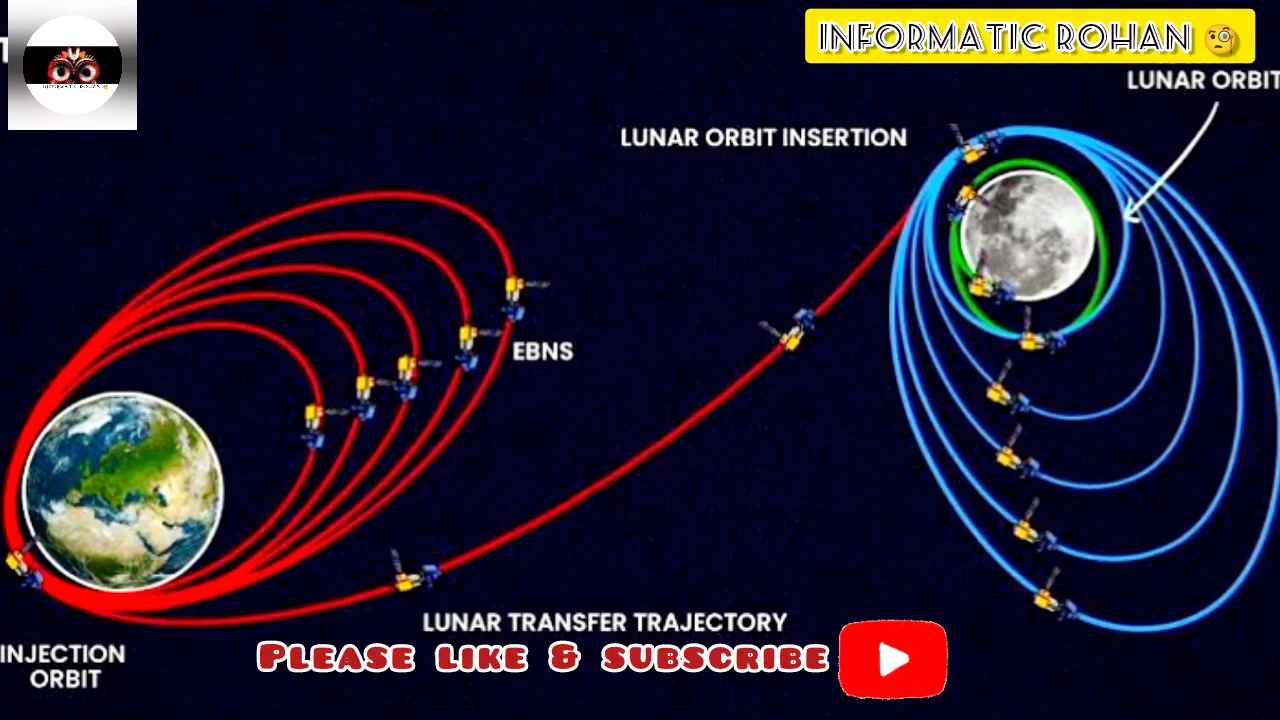 INFORMATIC ROHAN 🧐
LUNAR ORBIT
LUNAR ORBIT INSERTION
EBNS
LUNAR TRANSFER TRAJECTORY
PLEASE LIKE & SUBSCRIBE
INJECTION
ORBIT